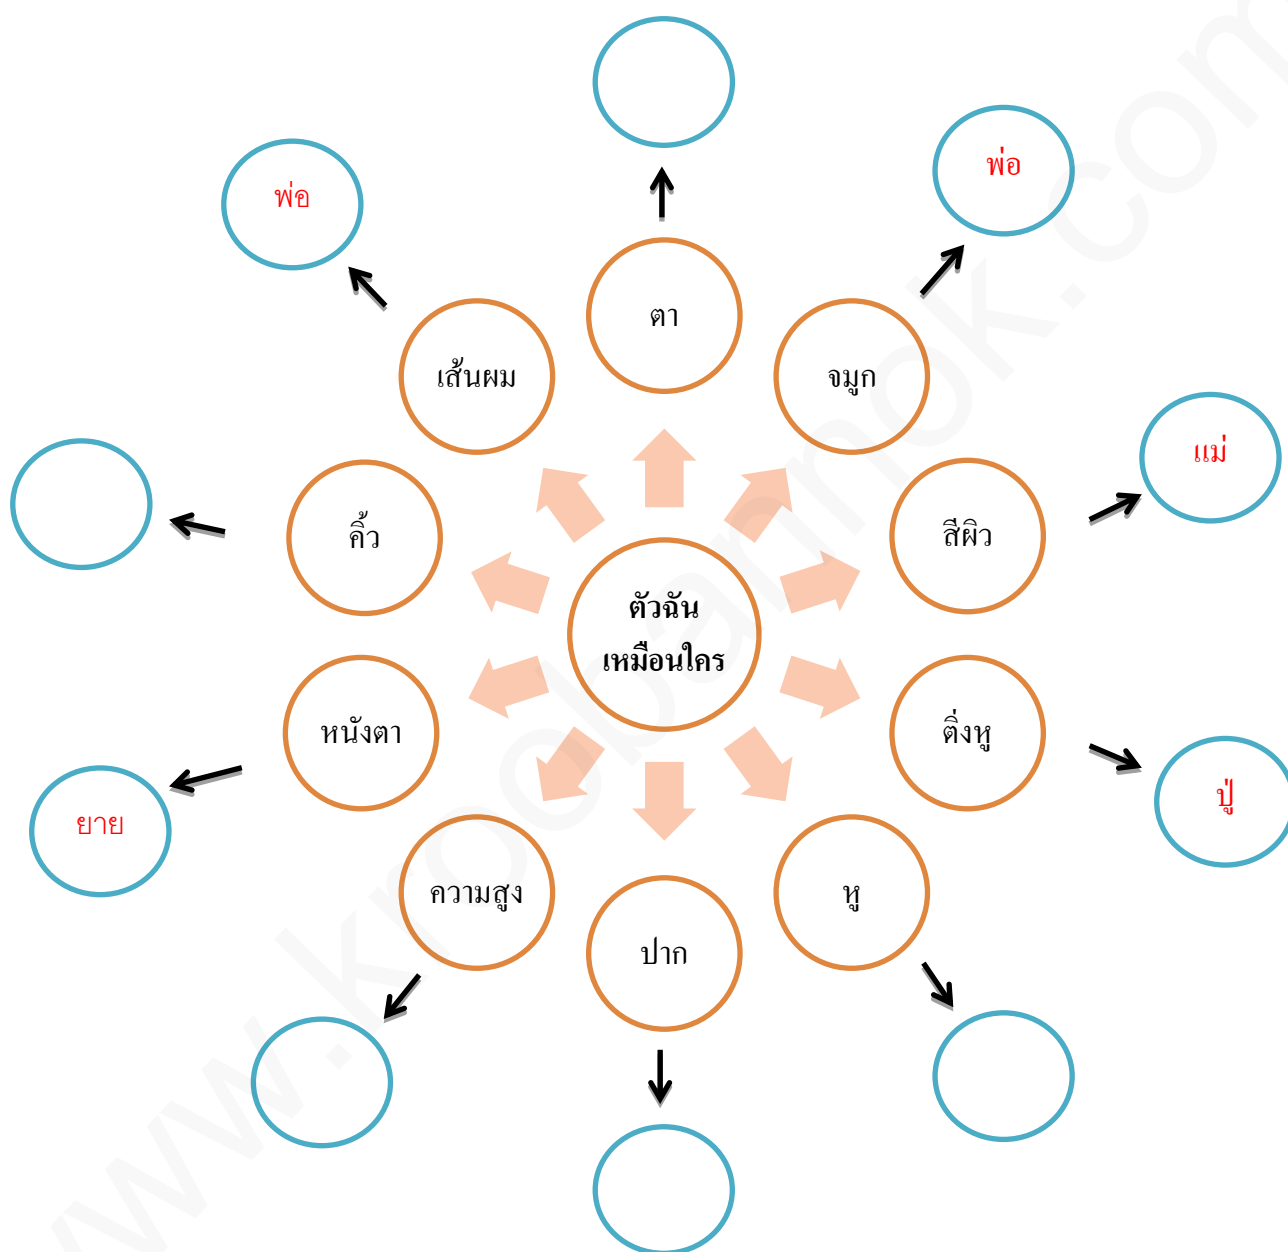 พ่อ
พ่อ
ตา
เส้นผม
จมูก
แม่
คิ้ว
สีผิว
ตัวฉัน
เหมือนใคร
หนังตา
ติ่งหู
ยาย
ปู่
ความสูง
หู
ปาก
www.kroobannok.com